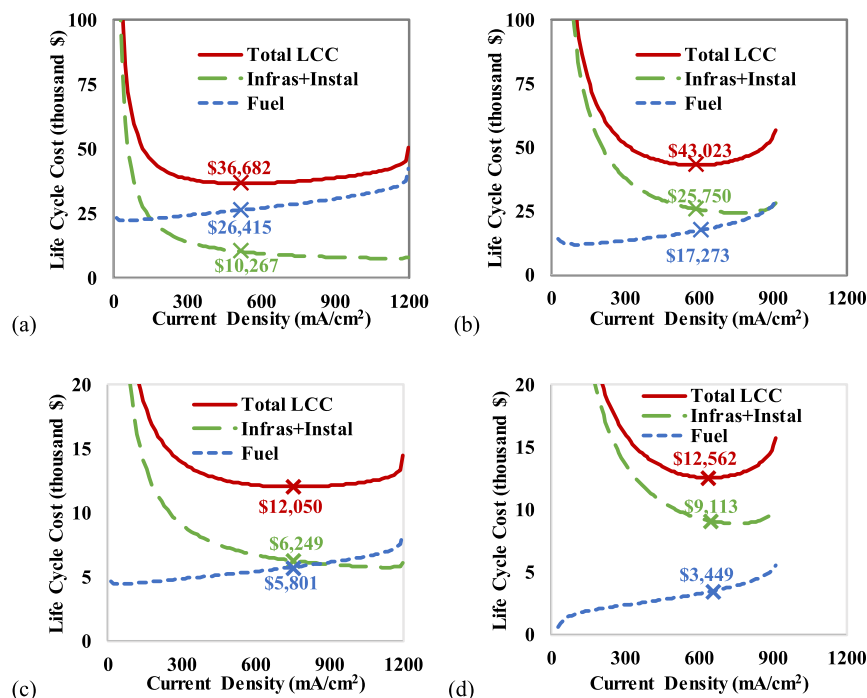 (a)
Life Cycle Cost (thousand $)
100
75
50
25
0
Total LCC
Infras+Instal
Fuel
$36,682
$26,415
$10,267
0 300 600 900 1200
Current Density (mA/cm²)
(b)
Life Cycle Cost (thousand $)
100
75
50
25
0
Total LCC
Infras+Instal
Fuel
$43,023
$25,750
$17,273
0 300 600 900 1200
Current Density (mA/cm²)
(c)
Life Cycle Cost (thousand $)
20
15
10
5
0
Total LCC
Infras+Instal
Fuel
$12,050
$6,249
$5,801
0 300 600 900 1200
Current Density (mA/cm²)
(d)
Life Cycle Cost (thousand $)
20
15
10
5
0
Total LCC
Infras+Instal
Fuel
$12,562
$9,113
$3,449
0 300 600 900 1200
Current Density (mA/cm²)